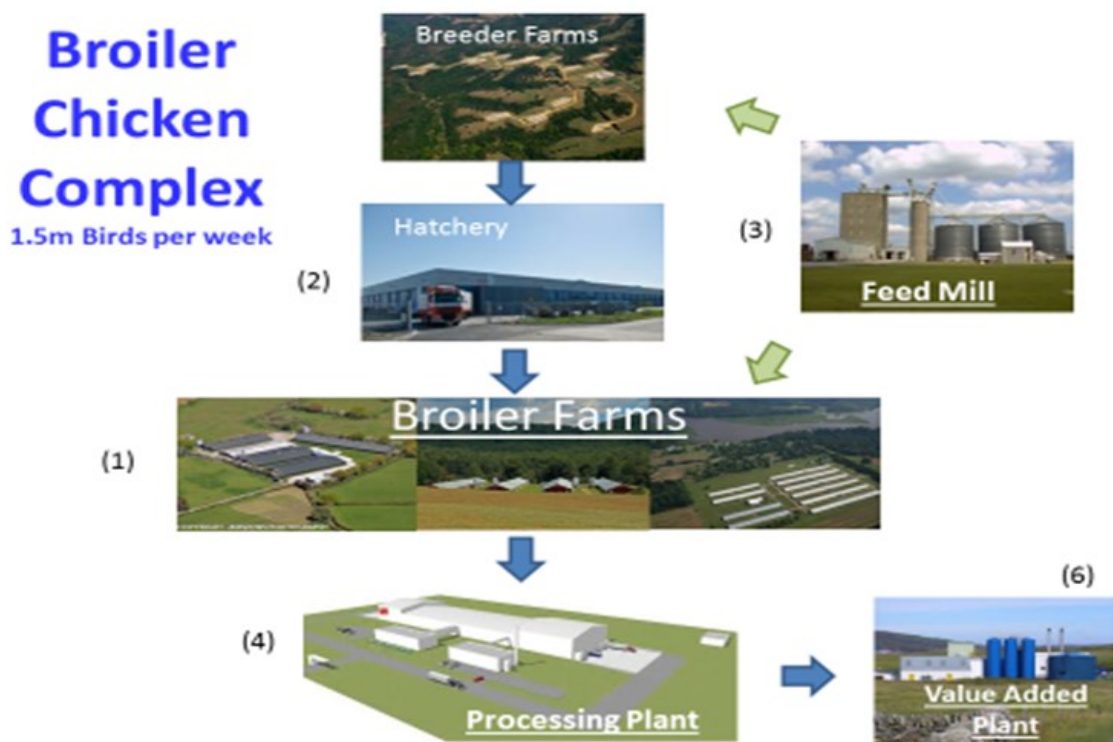 Broiler
Chicken
Complex
1.5m Birds per week
Breeder Farms
(3)
Feed Mill
Hatchery
(2)
Broiler Farms
(1)
(4)
Processing Plant
(6)
Value Added
Plant